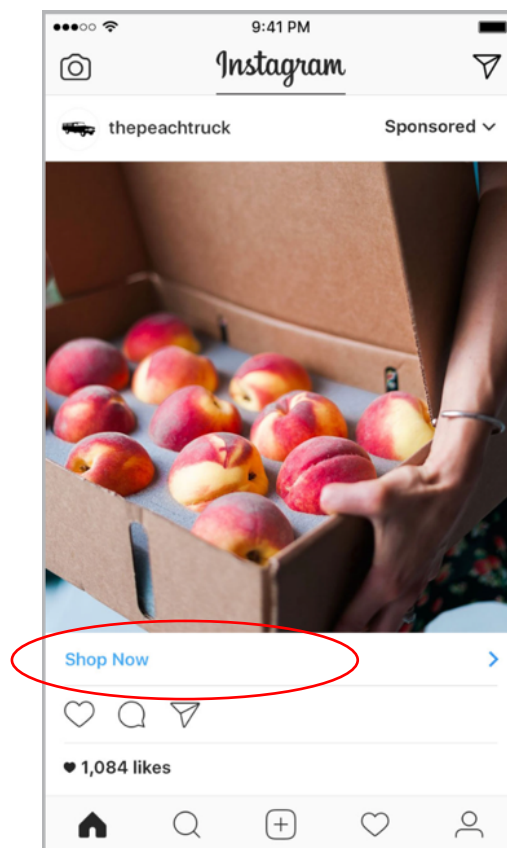 9:41 PM
Instagram
thepeachtruck Sponsored
Shop Now
1,084 likes